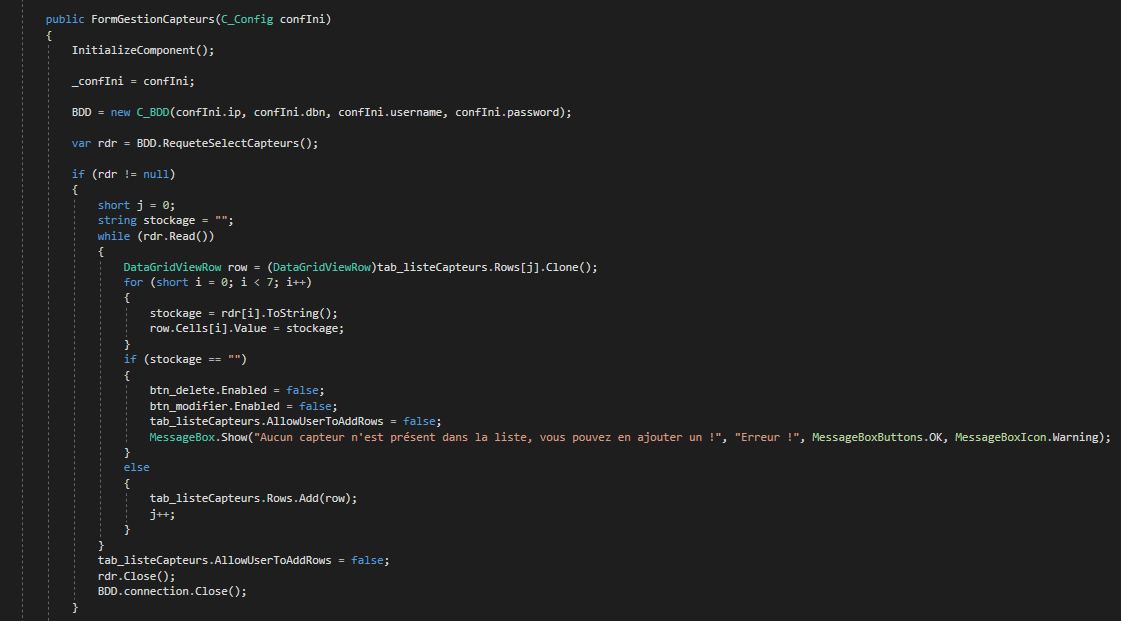 public FormGestionCapteurs(C_Config confIni)
{
InitializeComponent();
_confIni = confIni;
BDD = new C_BDD(confIni.ip, confIni.dbn, confIni.username, confIni.password);
var rdr = BDD.RequeteSelectCapteurs();
if (rdr != null)
{
short j = 0;
string stockage = "";
while (rdr.Read())
{
DataGridViewRow row = (DataGridViewRow)tab_listeCapteurs.Rows[j].Clone();
for (short i = 0; i < 7; i++)
{
stockage = rdr[i].ToString();
row.Cells[i].Value = stockage;
}
if (stockage == "")
{
btn_delete.Enabled = false;
btn_modifier.Enabled = false;
tab_listeCapteurs.AllowUserToAddRows = false;
MessageBox.Show("Aucun capteur n'est présent dans la liste, vous pouvez en ajouter un !", "Erreur !", MessageBoxButtons.OK, MessageBoxIcon.Warning);
}
else
{
tab_listeCapteurs.Rows.Add(row);
j++;
}
}
tab_listeCapteurs.AllowUserToAddRows = false;
rdr.Close();
BDD.connection.Close();
}